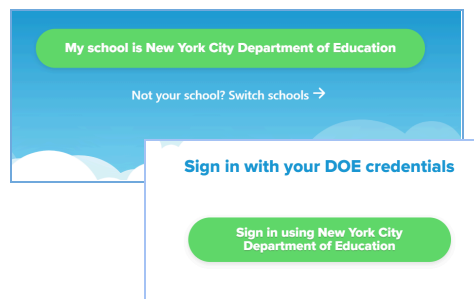 My school is New York City Department of Education
Not your school? Switch schools →
Sign in with your DOE credentials
Sign in using New York City
Department of Education